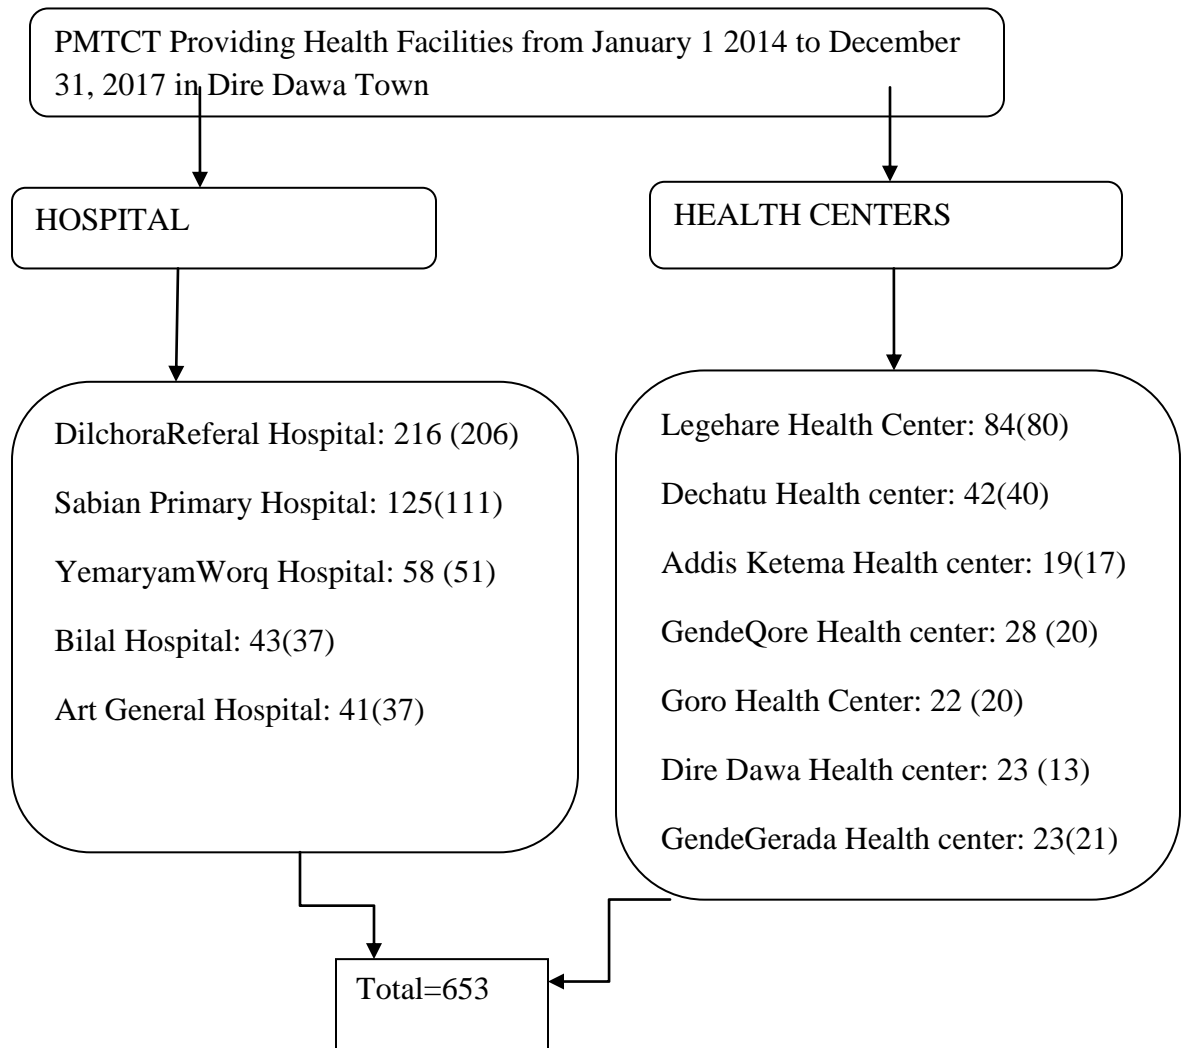 PMTCT Providing Health Facilities from January 1 2014 to December
31, 2017 in Dire Dawa Town
HOSPITAL
HEALTH CENTERS
DilchoraReferal Hospital: 216 (206)
Sabian Primary Hospital: 125(111)
YemaryamWorq Hospital: 58 (51)
Bilal Hospital: 43(37)
Art General Hospital: 41(37)
Legehare Health Center: 84(80)
Dechatu Health center: 42(40)
Addis Ketema Health center: 19(17)
GendeQore Health center: 28 (20)
Goro Health Center: 22 (20)
Dire Dawa Health center: 23 (13)
GendeGerada Health center: 23(21)
Total=653